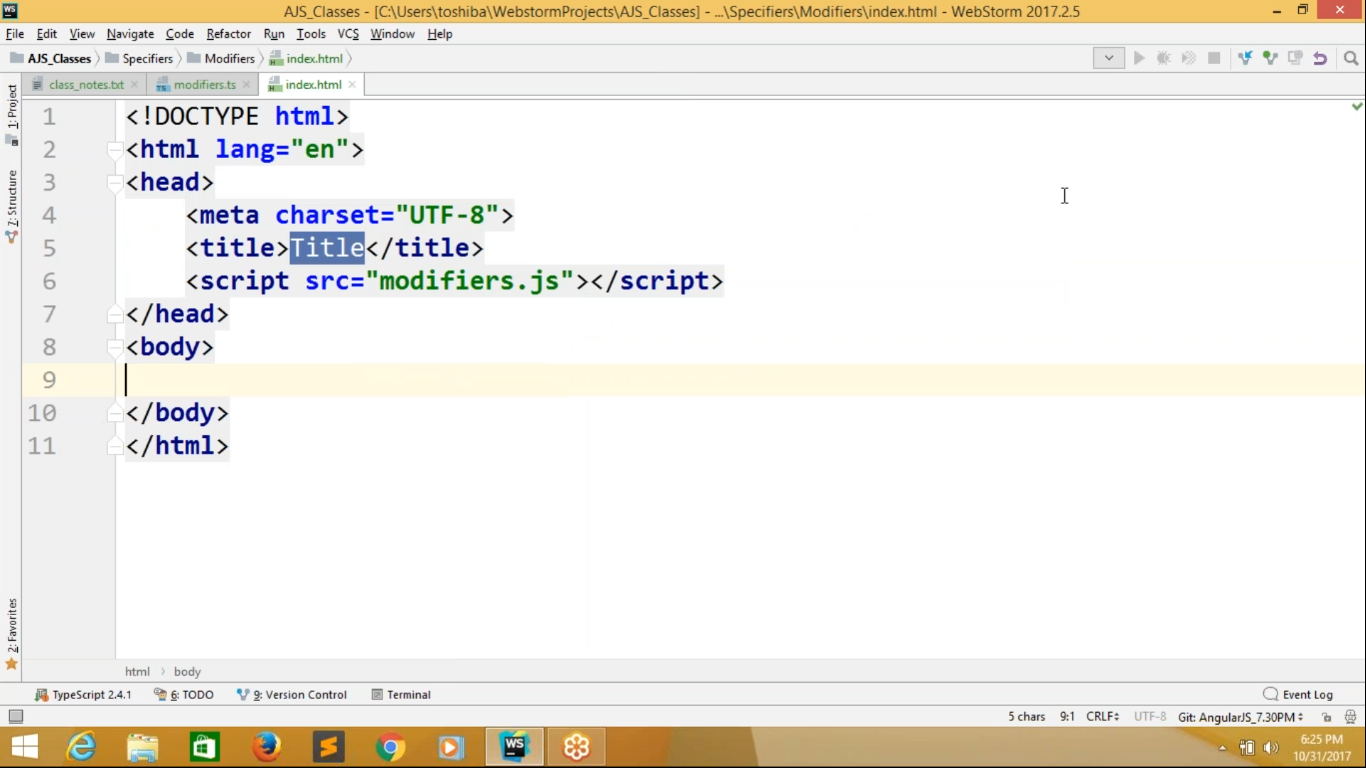 WS AJS_Classes - [C:\Users\toshiba\WebstormProjects\AJS_Classes] - ...\Specifiers\Modifiers\index.html - WebStorm 2017.2.5
File Edit View Navigate Code Refactor Run Tools VCS Window Help
AJS_Classes Specifiers Modifiers index.html
class_notes.txt modifiers.ts index.html
1: Project
Z: Structure
2: Favorites
1 <!DOCTYPE html>
2 <html lang="en">
3 <head>
4 <meta charset="UTF-8">
5 <title>Title</title>
6 <script src="modifiers.js"></script>
7 </head>
8 <body>
9
10 </body>
11 </html>
html body
TypeScript 2.4.1 6: TODO 9: Version Control Terminal Event Log
5 chars 9:1 CRLF UTF-8 Git: AngularJS_7.30PM
WS 6:25 PM
10/31/2017